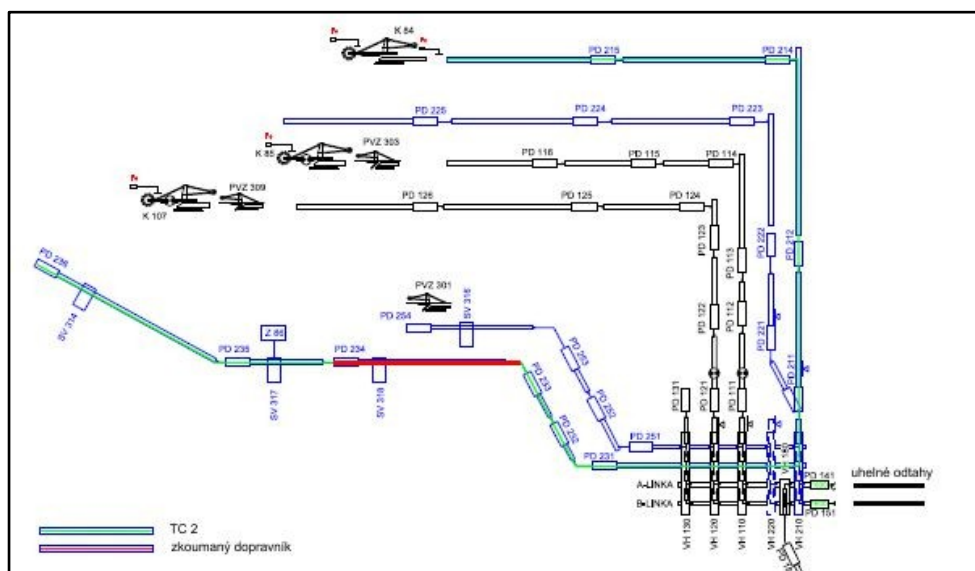 K 84
PD 215
PD 214
PD 225
PD 224
PD 223
K 85
PVZ 303
PD 116
PD 115
PD 114
PVZ 309
K 107
PD 126
PD 125
PD 124
PD 123
PD 113
PD 222
PD 212
PD 236
SV 314
PVZ 301
PD 254
SV 316
PD 122
PD 112
PD 221
Z 86
PD 235
SV 317
PD 234
SV 318
PD 253
PD 252
PD 233
PD 232
PD 131
PD 121
PD 111
PD 211
PD 251
PD 231
VH 160
A-LINKA
PD 141
uhelné odtahy
B-LINKA
PD 151
VH 130
VH 120
VH 110
VH 220
VH 210
TC 2
zkoumaný dopravník